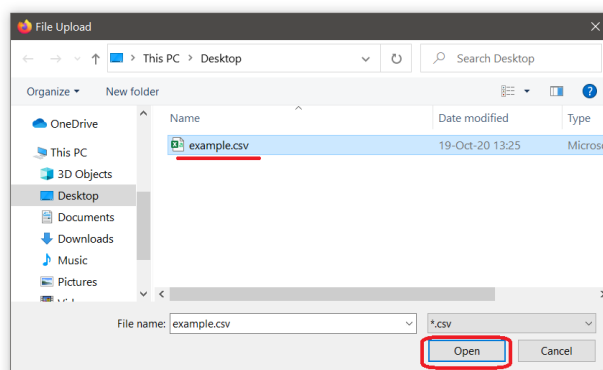 File Upload
This PC > Desktop
Search Desktop
Organize
New folder
Name
Date modified
Type
OneDrive
example.csv
19-Oct-20 13:25
Micros
This PC
3D Objects
Desktop
Documents
Downloads
Music
Pictures
File name:
example.csv
*.csv
Open
Cancel